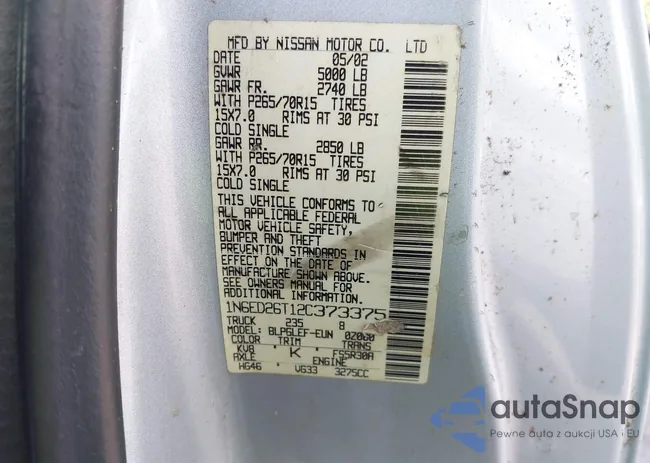 MFD BY NISSAN MOTOR CO. LTD
DATE 05/02
GVWR 5000 LB
GAWR FR. 2740 LB
WITH P265/70R15 TIRES
15X7.0 RIMS AT 30 PSI
COLD SINGLE
GAWR RR. 2850 LB
WITH P265/70R15 TIRES
15X7.0 RIMS AT 30 PSI
COLD SINGLE
THIS VEHICLE CONFORMS TO
ALL APPLICABLE FEDERAL
MOTOR VEHICLE SAFETY,
BUMPER AND THEFT
PREVENTION STANDARDS IN
EFFECT ON THE DATE OF
MANUFACTURE SHOWN ABOVE.
SEE OWNERS MANUAL FOR
ADDITIONAL INFORMATION.
1N6ED26T12C373375
TRUCK 235 8
MODEL: BLPGLEF-EUN 02060
COLOR TRIM TRANS
KV8 K FS5R30A
ENGINE
HG46 VG33 3275CC
autaSnap
Pewne auta z aukcji USA i EU